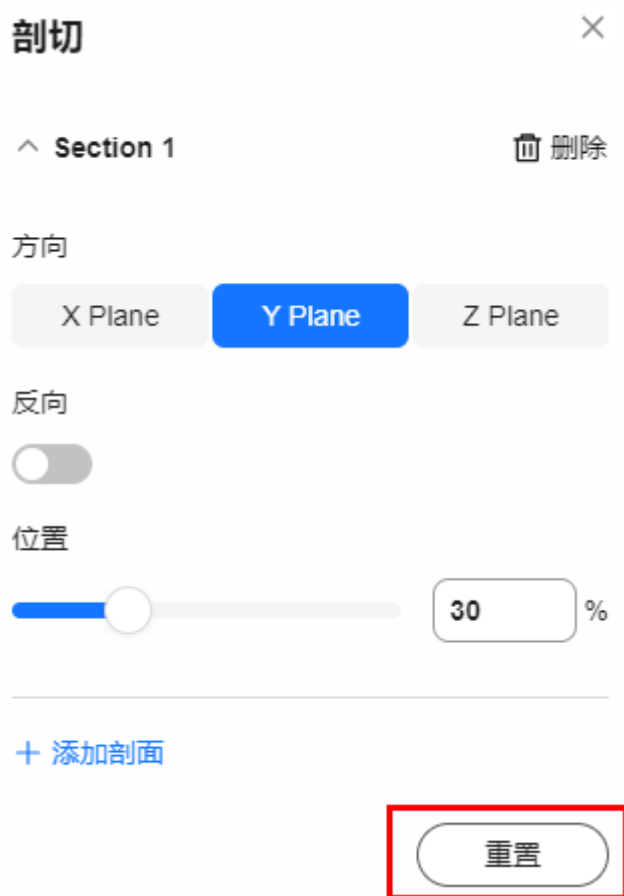 剖切
Section 1 删除
方向
X Plane Y Plane Z Plane
反向
位置
30 %
+ 添加剖面
重置